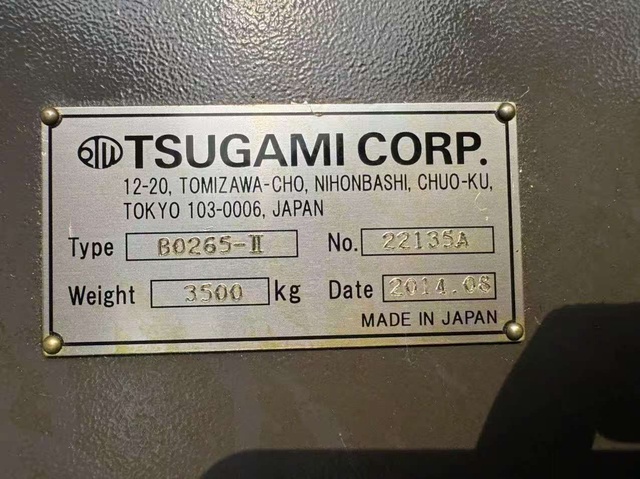 TSUGAMI CORP.
12-20, TOMIZAWA-CHO, NIHONBASHI, CHUO-KU,
TOKYO 103-0006, JAPAN
Type B0265-II No. 22135A
Weight 3500 kg Date 2014.08
MADE IN JAPAN